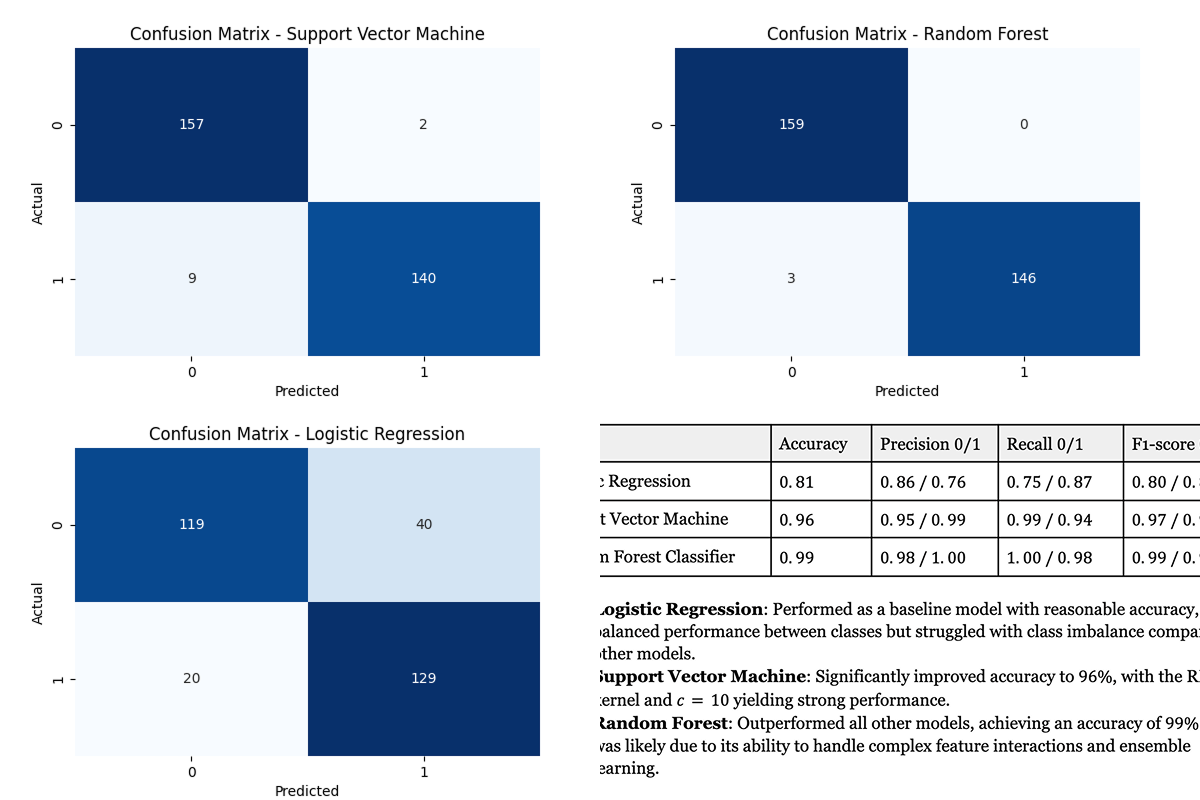 Confusion Matrix - Support Vector Machine
157 2
9 140
0
1
Actual
0 1
Predicted
Confusion Matrix - Random Forest
159 0
3 146
0
1
Actual
0 1
Predicted
Confusion Matrix - Logistic Regression
119 40
20 129
0
1
Actual
0 1
Predicted
Accuracy Precision 0/1 Recall 0/1 F1-score
Regression 0.81 0.86 / 0.76 0.75 / 0.87 0.80 / 0.
Vector Machine 0.96 0.95 / 0.99 0.99 / 0.94 0.97 / 0.
Forest Classifier 0.99 0.98 / 1.00 1.00 / 0.98 0.99 / 0.
Logistic Regression: Performed as a baseline model with reasonable accuracy,
balanced performance between classes but struggled with class imbalance
other models.
Support Vector Machine: Significantly improved accuracy to 96%, with the
kernel and c = 10 yielding strong performance.
Random Forest: Outperformed all other models, achieving an accuracy of 99%
was likely due to its ability to handle complex feature interactions and ensemble
learning.